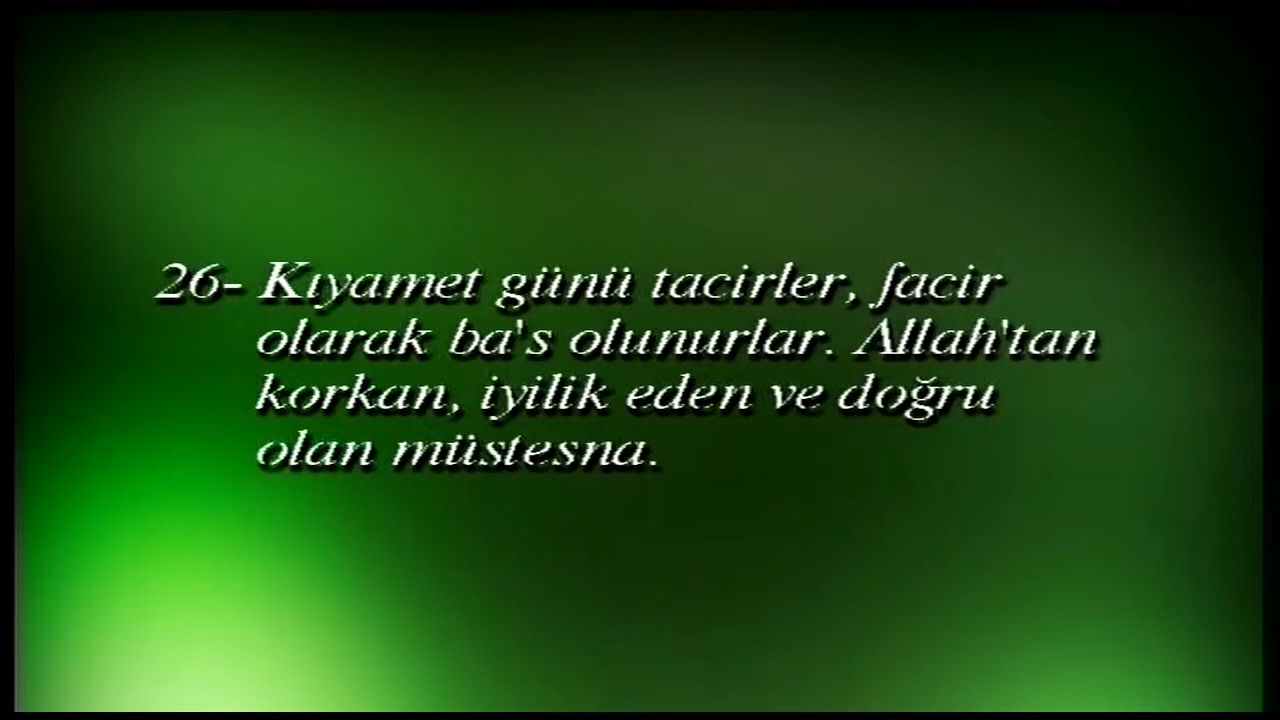 26- Kıyamet günü tacirler, facir
olarak ba's olunurlar. Allah'tan
korkan, iyilik eden ve doğru
olan müstesna.